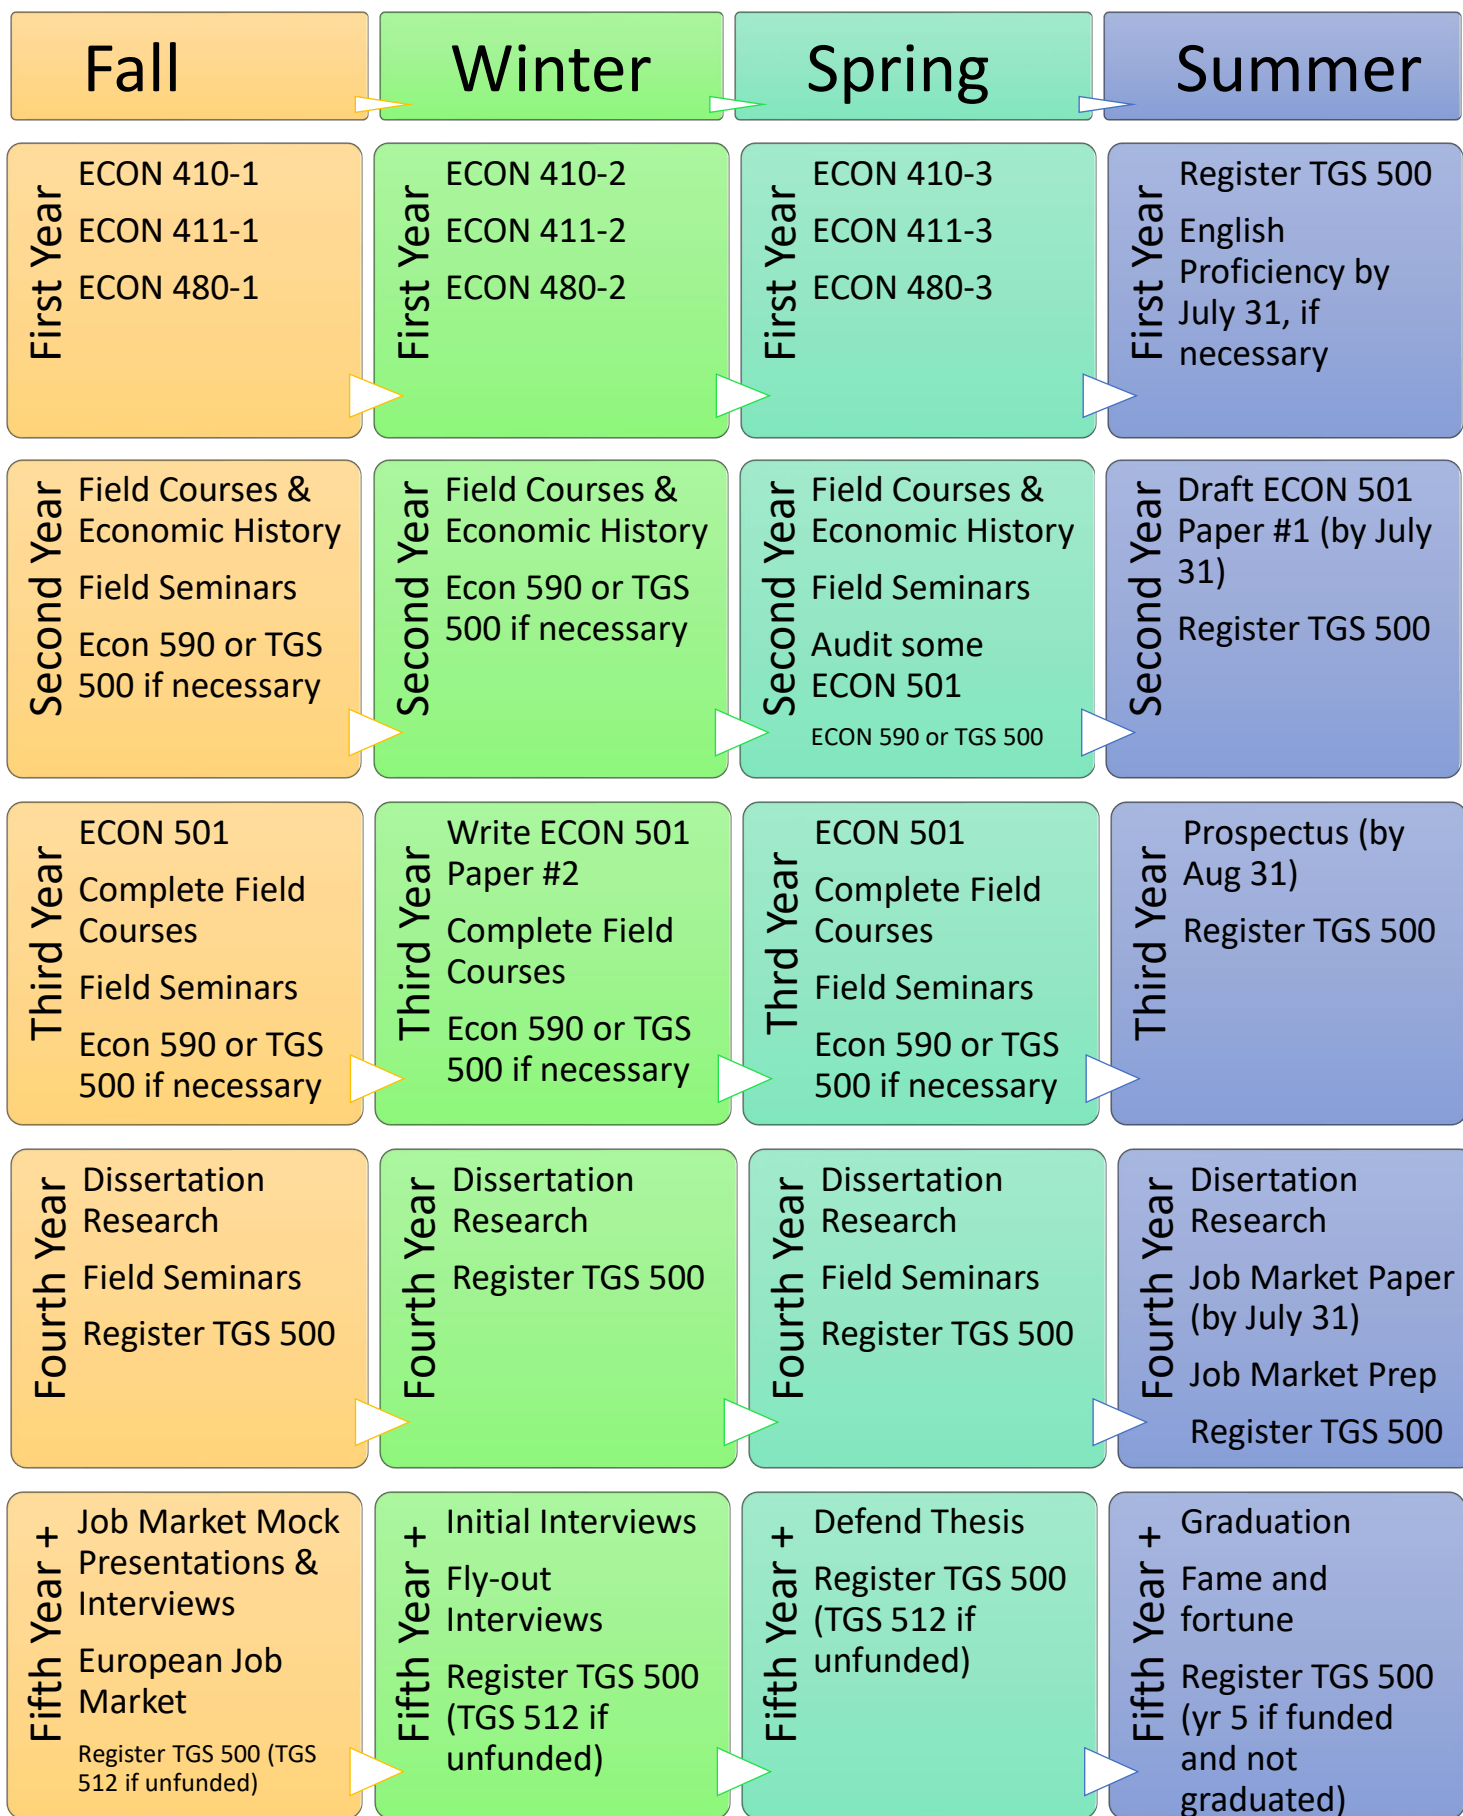 Fall
Winter
Spring
Summer
First Year
ECON 410-1
ECON 411-1
ECON 480-1
First Year
ECON 410-2
ECON 411-2
ECON 480-2
First Year
ECON 410-3
ECON 411-3
ECON 480-3
First Year
Register TGS 500
English
Proficiency by
July 31, if
necessary
Second Year
Field Courses &
Economic History
Field Seminars
Econ 590 or TGS
500 if necessary
Second Year
Field Courses &
Economic History
Econ 590 or TGS
500 if necessary
Second Year
Field Courses &
Economic History
Field Seminars
Audit some
ECON 501
ECON 590 or TGS 500
Second Year
Draft ECON 501
Paper #1 (by July
31)
Register TGS 500
Third Year
ECON 501
Complete Field
Courses
Field Seminars
Econ 590 or TGS
500 if necessary
Third Year
Write ECON 501
Paper #2
Complete Field
Courses
Econ 590 or TGS
500 if necessary
Thrd Year
ECON 501
Complete Field
Courses
Field Seminars
Econ 590 or TGS
500 if necessary
Third Year
Prospectus (by
Aug 31)
Register TGS 500
Fourth Year
Dissertation
Research
Field Seminars
Register TGS 500
Fourth Year
Dissertation
Research
Register TGS 500
Fourth Year
Dissertation
Research
Field Seminars
Register TGS 500
Fourth Year
Disertation
Research
Job Market Paper
(by July 31)
Job Market Prep
Register TGS 500
Fifth Year +
Job Market Mock
Presentations &
Interviews
European Job
Market
Register TGS 500 (TGS
512 if unfunded)
Fifth Year +
Initial Interviews
Fly-out
Interviews
Register TGS 500
(TGS 512 if
unfunded)
Fifth Year +
Defend Thesis
Register TGS 500
(TGS 512 if
unfunded)
Fifth Year +
Graduation
Fame and
fortune
Register TGS 500
(yr 5 if funded
and not
graduated)